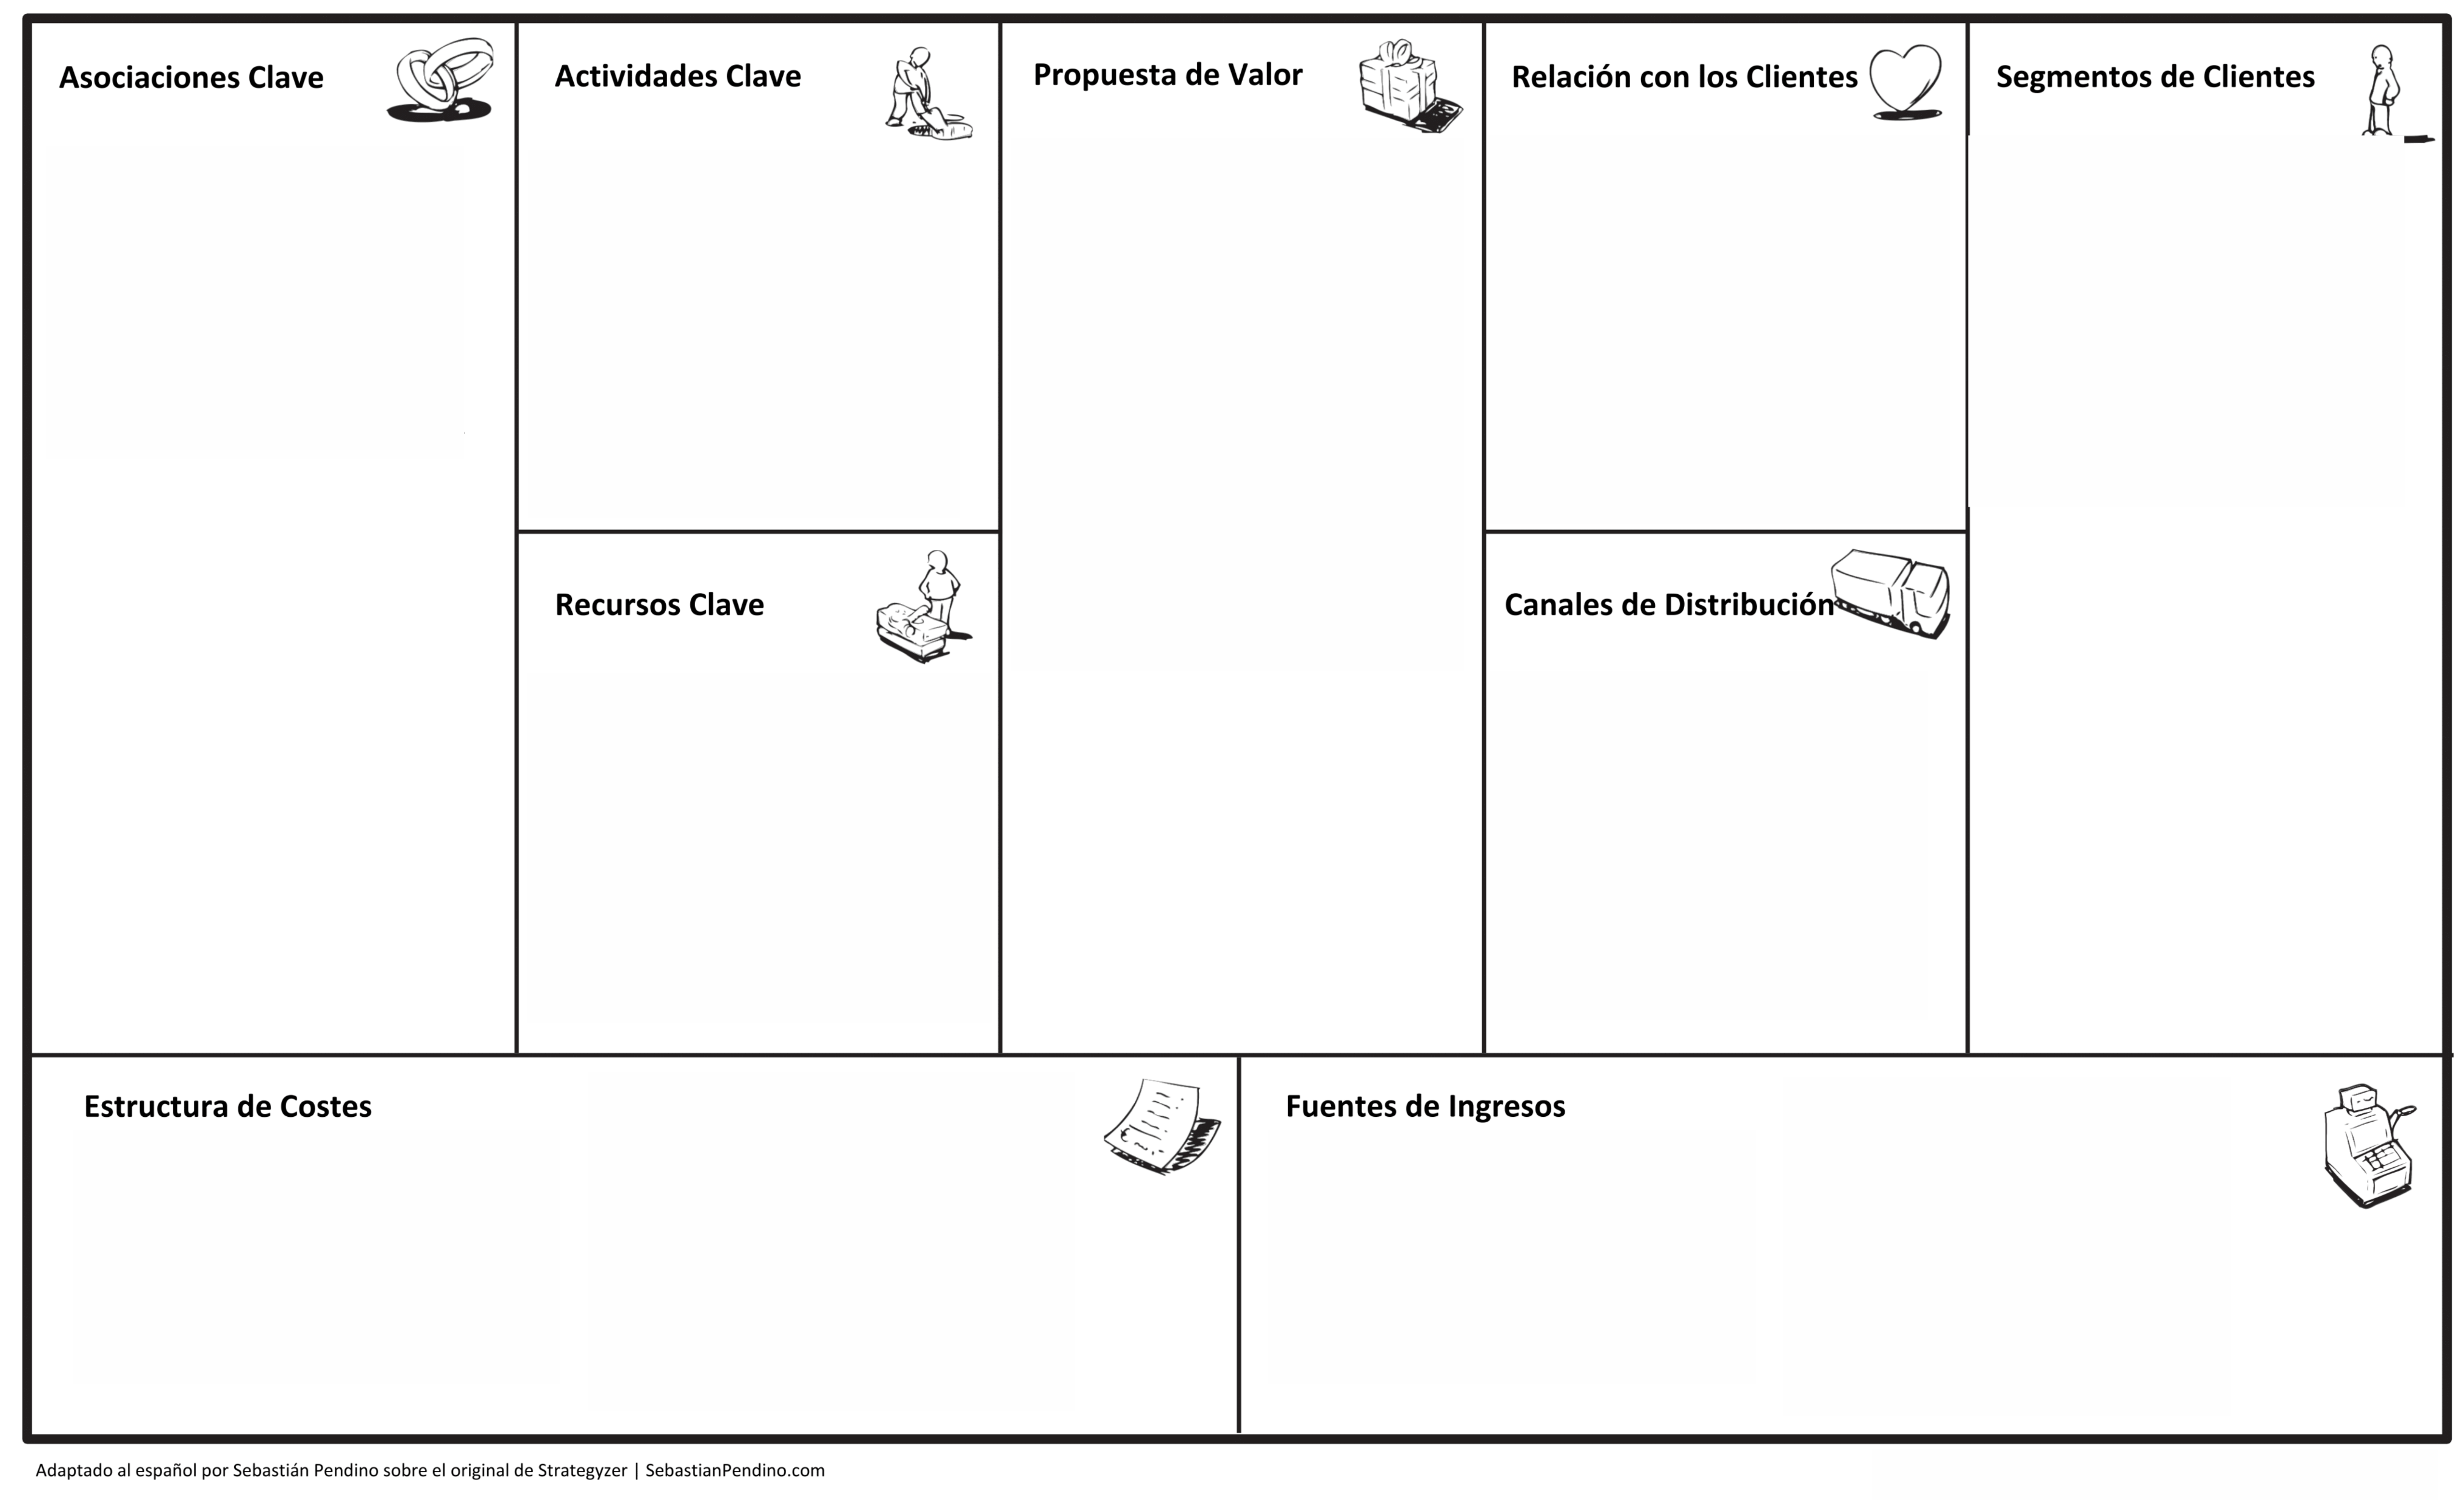 Asociaciones Clave
Actividades Clave
Propuesta de Valor
Relación con los Clientes
Segmentos de Clientes
Recursos Clave
Canales de Distribución
Estructura de Costes
Fuentes de Ingresos
Adaptado al español por Sebastián Pendino sobre el original de Strategyzer | SebastianPendino.com